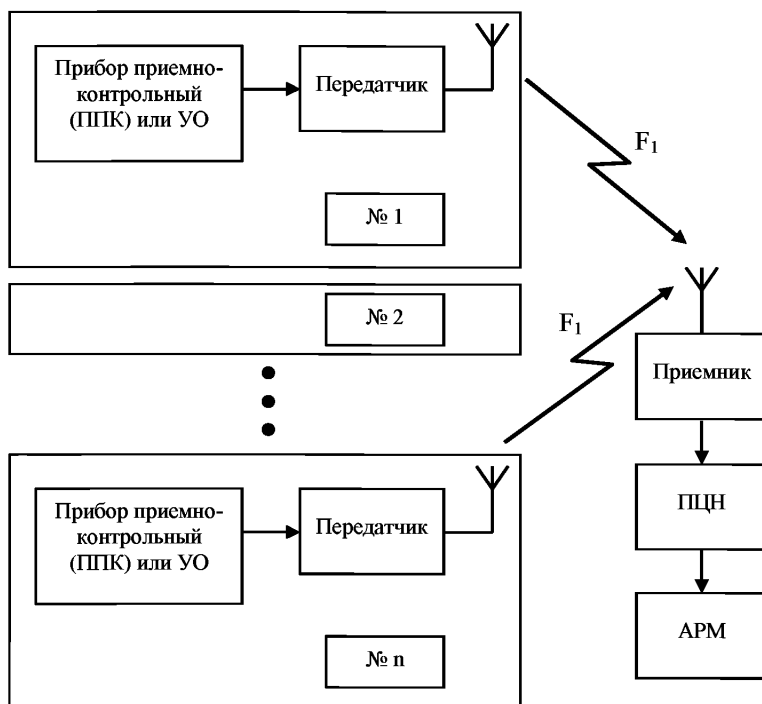 Прибор приемно-
контрольный
(ППК) или УО
Передатчик
№ 1
F₁
№ 2
F₁
Приемник
ПЦН
АРМ
Прибор приемно-
контрольный
(ППК) или УО
Передатчик
№ n